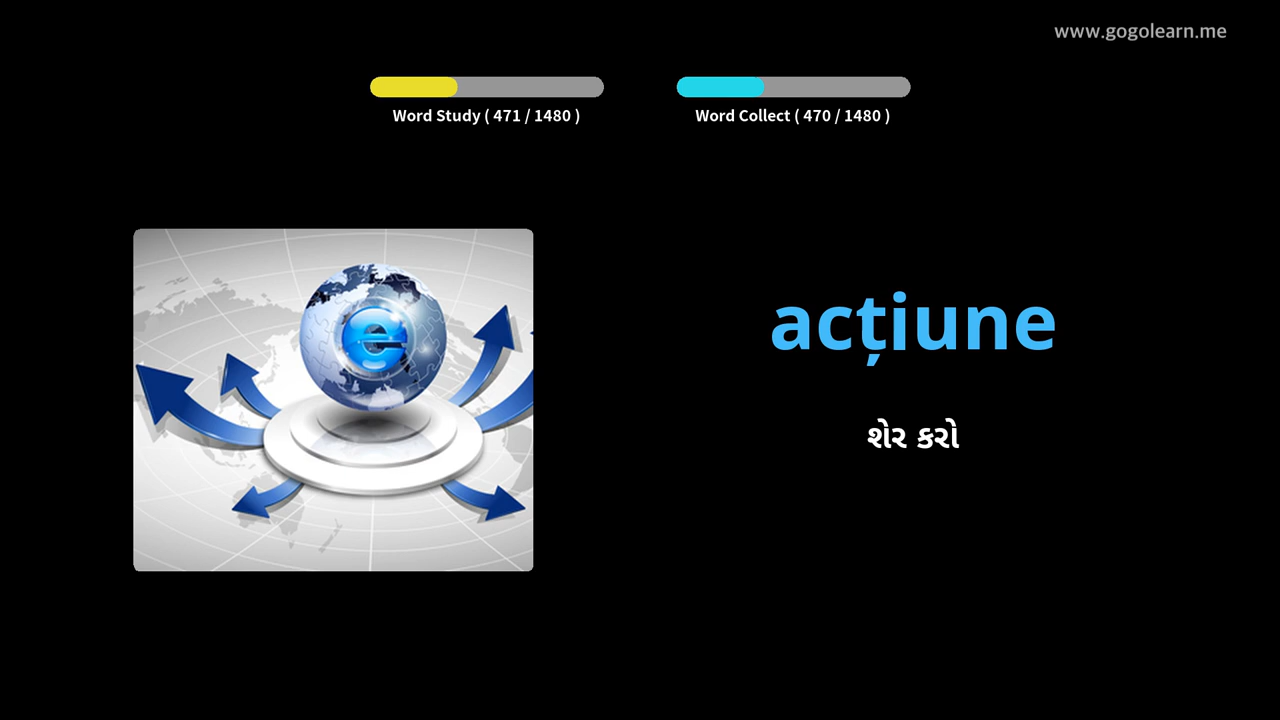 www.gogolearn.me
Word Study ( 471 / 1480 )
Word Collect ( 470 / 1480 )
e
acțiune
શેર કરો